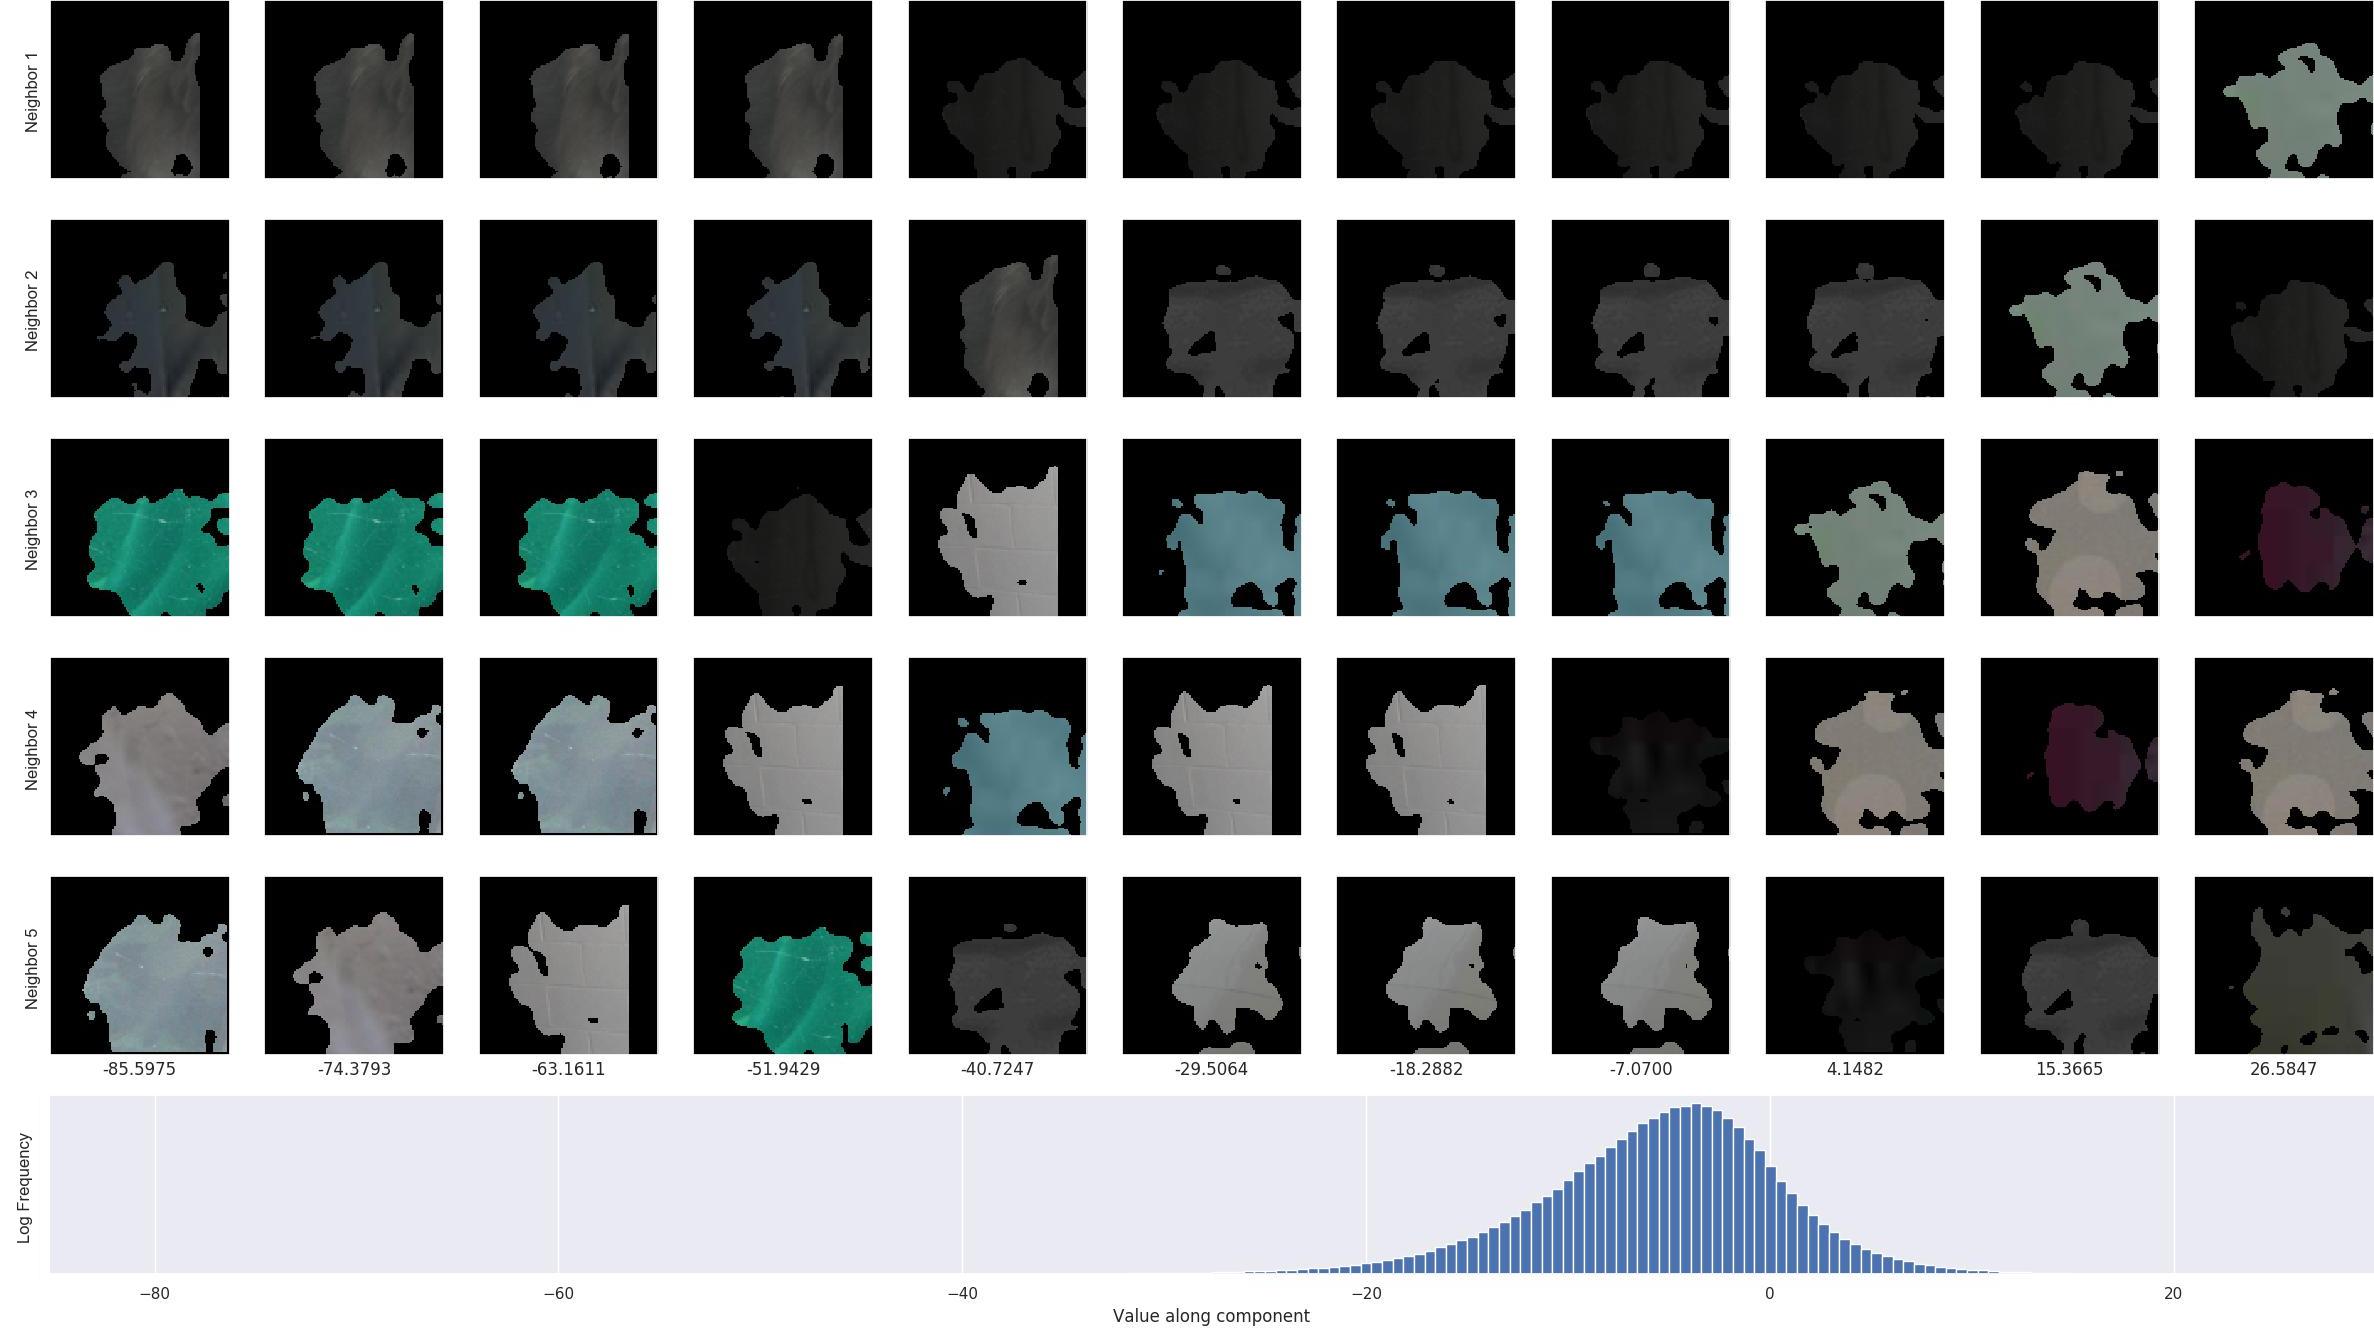 Neighbor 1
Neighbor 2
Neighbor 3
Neighbor 4
Neighbor 5
-85.5975 -74.3793 -63.1611 -51.9429 -40.7247 -29.5064 -18.2882 -7.0700 4.1482 15.3665 26.5847
Log Frequency
−80 −60 −40 −20 0 20
Value along component